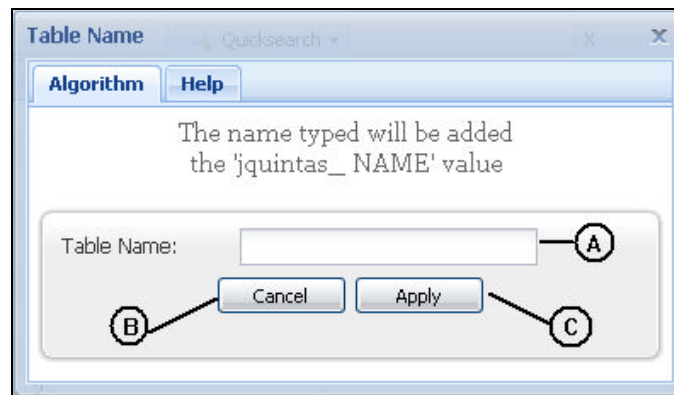 Table Name
Quicksearch
X
x
Algorithm
Help
The name typed will be added
the 'jquintas_ NAME' value
Table Name:
A
Cancel
Apply
B
C